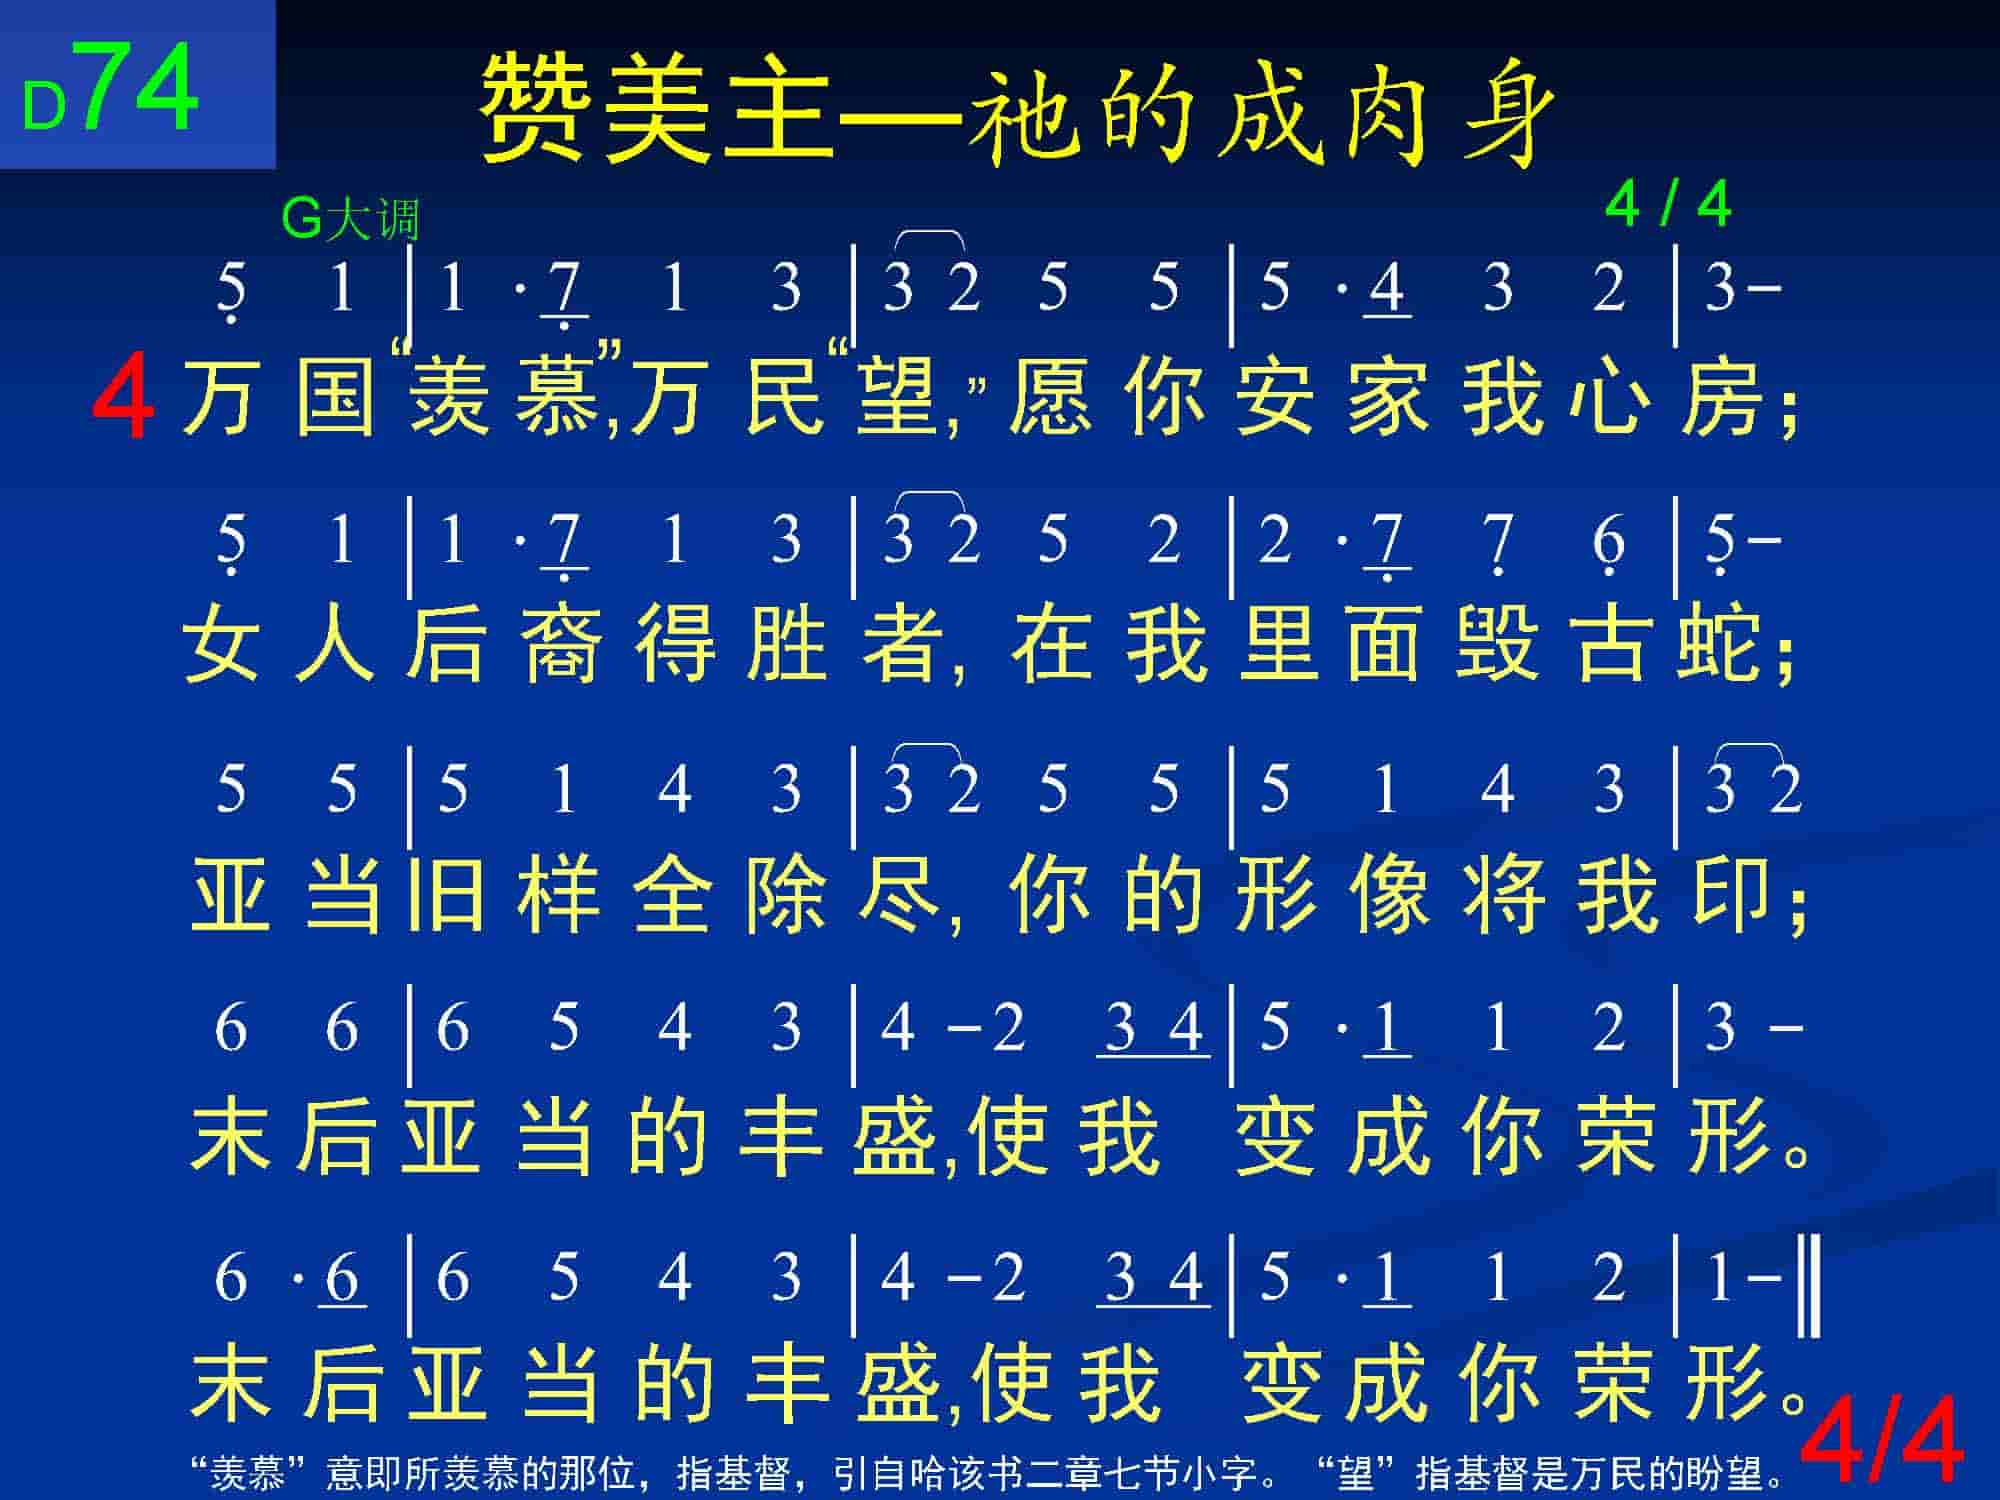 D74
赞美主—祂的成肉身
G大调 4 / 4
5 1 | 1 · 7 1 3 | 3 2 5 5 | 5 · 4 3 2 | 3–
4 万国“羡慕”,万民“望,”愿你安家我心房；
5 1 | 1 · 7 1 3 | 3 2 5 2 | 2 · 7 7 6 | 5–
女人后裔得胜者, 在我里面毁古蛇；
5 5 | 5 1 4 3 | 3 2 5 5 | 5 1 4 3 | 3 2
亚当旧样全除尽, 你的形像将我印；
6 6 | 6 5 4 3 | 4 –2 3 4 | 5 · 1 1 2 | 3 –
末后亚当的丰盛,使我 变成你荣形。
6 · 6 | 6 5 4 3 | 4 –2 3 4 | 5 · 1 1 2 | 1– ‖
末后亚当的丰盛,使我 变成你荣形。
“羡慕”意即所羡慕的那位，指基督，引自哈该书二章七节小字。“望”指基督是万民的盼望。
4/4